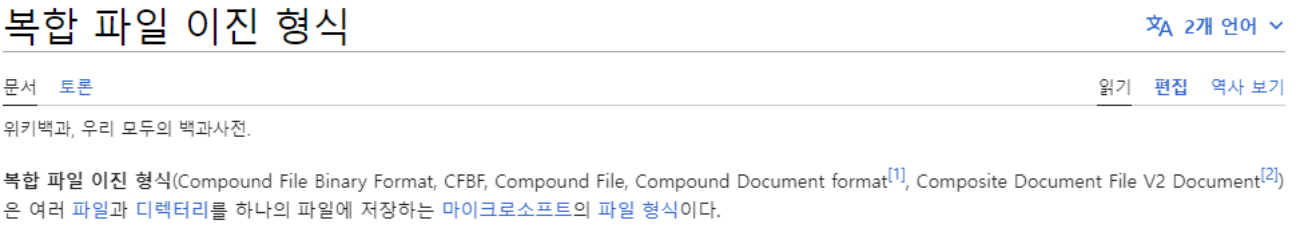 복합 파일 이진 형식
2개 언어
문서 토론 읽기 편집 역사 보기
위키백과, 우리 모두의 백과사전.
복합 파일 이진 형식(Compound File Binary Format, CFBF, Compound File, Compound Document format[1], Composite Document File V2 Document[2])
은 여러 파일과 디렉터리를 하나의 파일에 저장하는 마이크로소프트의 파일 형식이다.